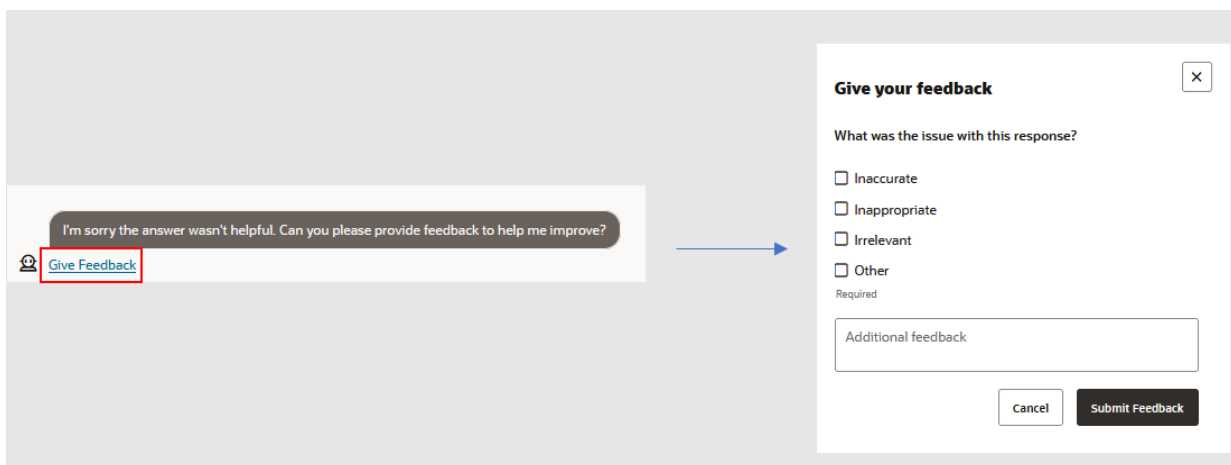 I'm sorry the answer wasn't helpful. Can you please provide feedback to help me improve?
Give Feedback
Give your feedback
What was the issue with this response?
Inaccurate
Inappropriate
Irrelevant
Other
Required
Additional feedback
Cancel
Submit Feedback